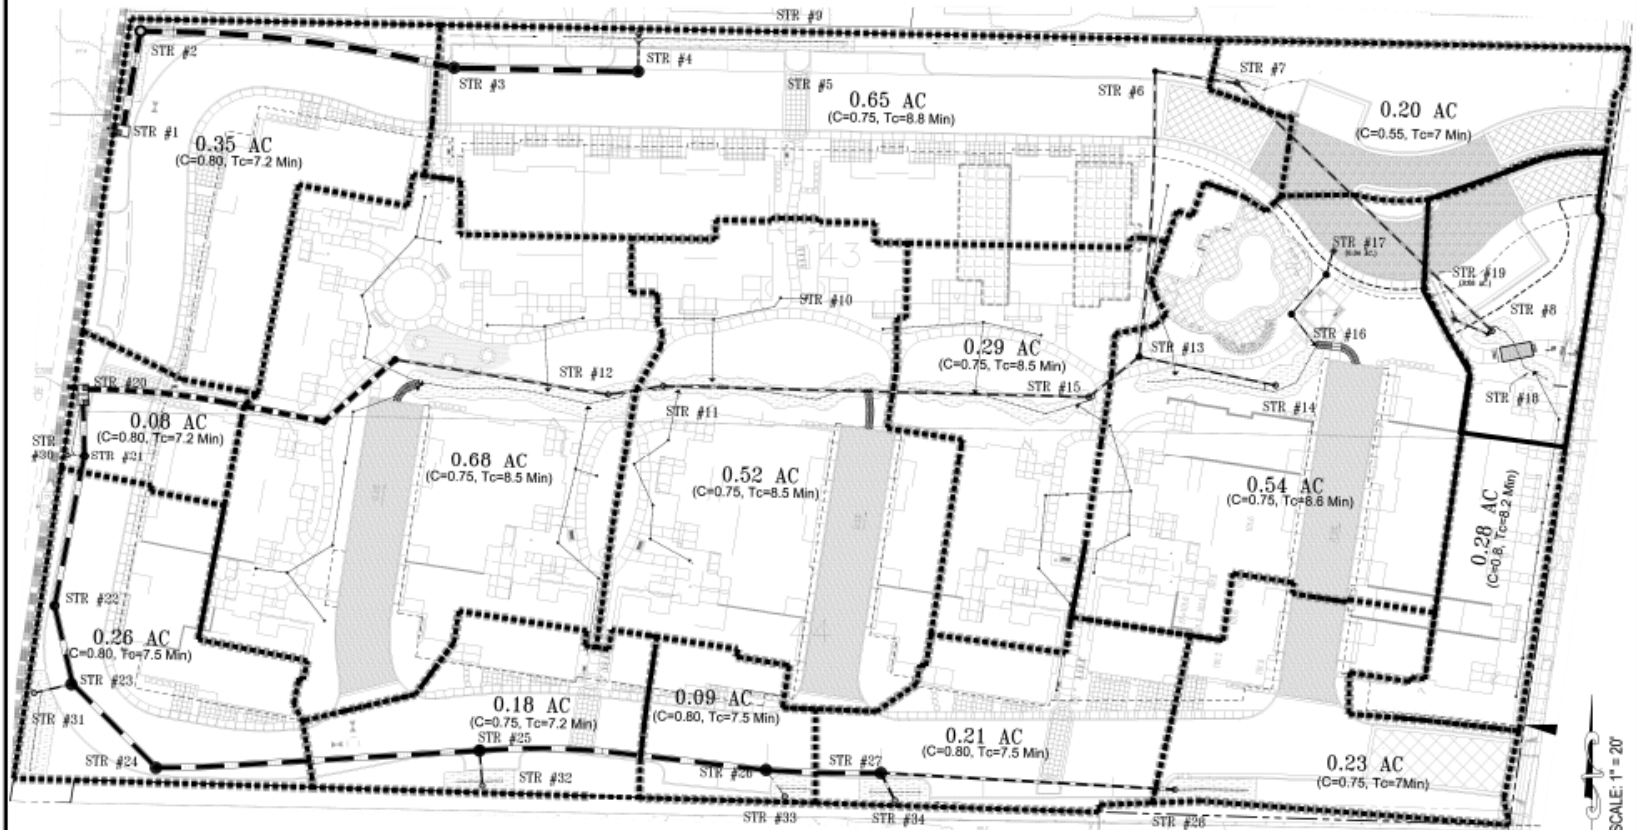 STR #9
STR #2
STR #3
STR #4
STR #5
STR #6
STR #7
0.65 AC
(C=0.75, Tc=8.8 Min)
0.20 AC
(C=0.55, Tc=7 Min)
STR #1
0.35 AC
(C=0.80, Tc=7.2 Min)
STR #17
STR #19
STR #8
STR #10
STR #16
STR #13
0.29 AC
(C=0.75, Tc=8.5 Min)
STR #12
STR #20
STR #15
STR #18
STR #11
STR #14
0.08 AC
(C=0.80, Tc=7.2 Min)
STR
#30
STR #21
0.68 AC
(C=0.75, Tc=8.5 Min)
0.52 AC
(C=0.75, Tc=8.5 Min)
0.54 AC
(C=0.75, Tc=8.6 Min)
0.28 AC
(C=0.8, Tc=8.2 Min)
STR #22
0.26 AC
(C=0.80, Tc=7.5 Min)
STR #23
STR #31
0.18 AC
(C=0.75, Tc=7.2 Min)
STR #25
0.09 AC
(C=0.80, Tc=7.5 Min)
0.21 AC
(C=0.80, Tc=7.5 Min)
STR #24
STR #32
STR #26
STR #27
0.23 AC
(C=0.75, Tc=7Min)
STR #33
STR #34
STR #26
SCALE: 1" = 20'